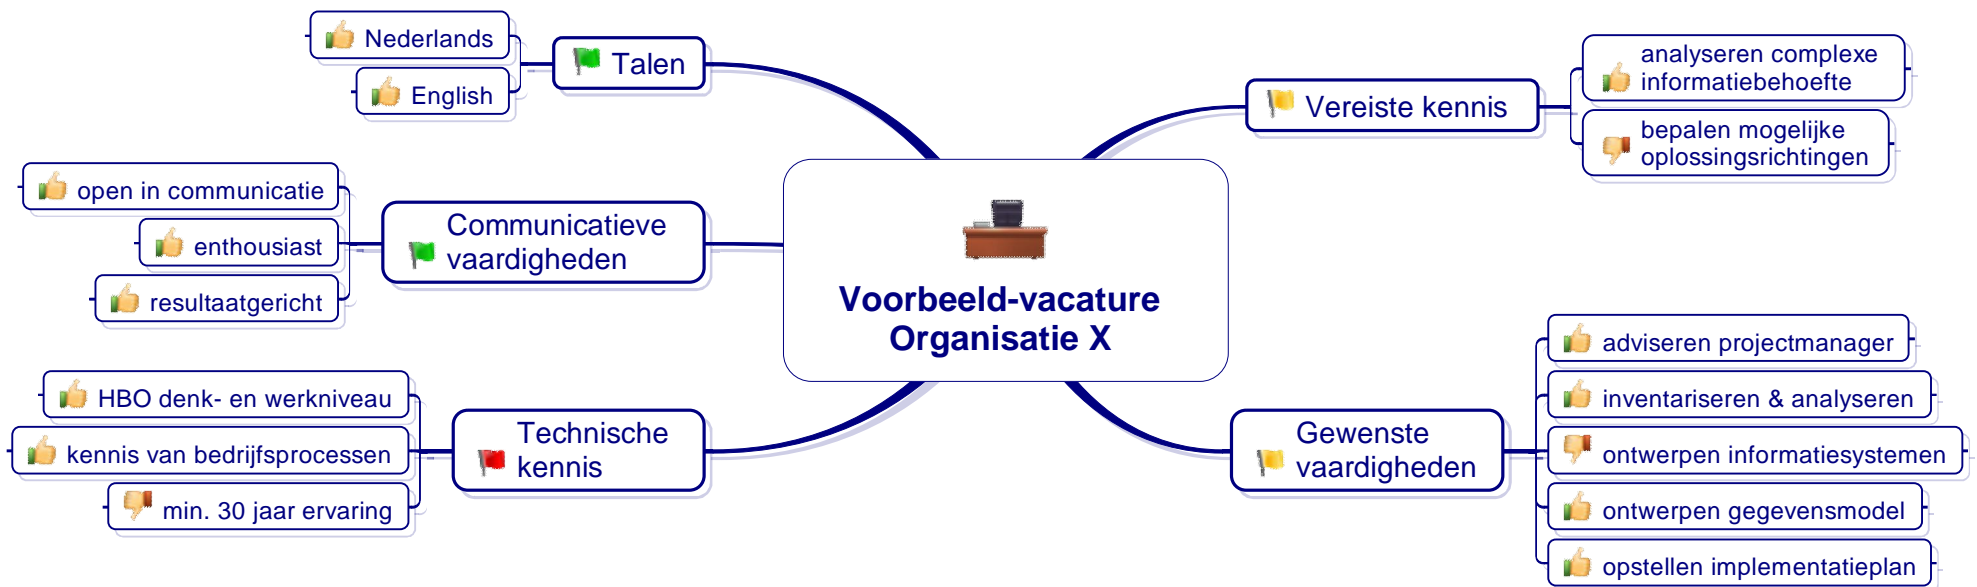 Nederlands
English
Talen
open in communicatie
enthousiast
resultaatgericht
Communicatieve
vaardigheden
HBO denk- en werkniveau
kennis van bedrijfsprocessen
min. 30 jaar ervaring
Technische
kennis
Voorbeeld-vacature
Organisatie X
Vereiste kennis
analyseren complexe
informatiebehoefte
bepalen mogelijke
oplossingsrichtingen
Gewenste
vaardigheden
adviseren projectmanager
inventariseren & analyseren
ontwerpen informatiesystemen
ontwerpen gegevensmodel
opstellen implementatieplan